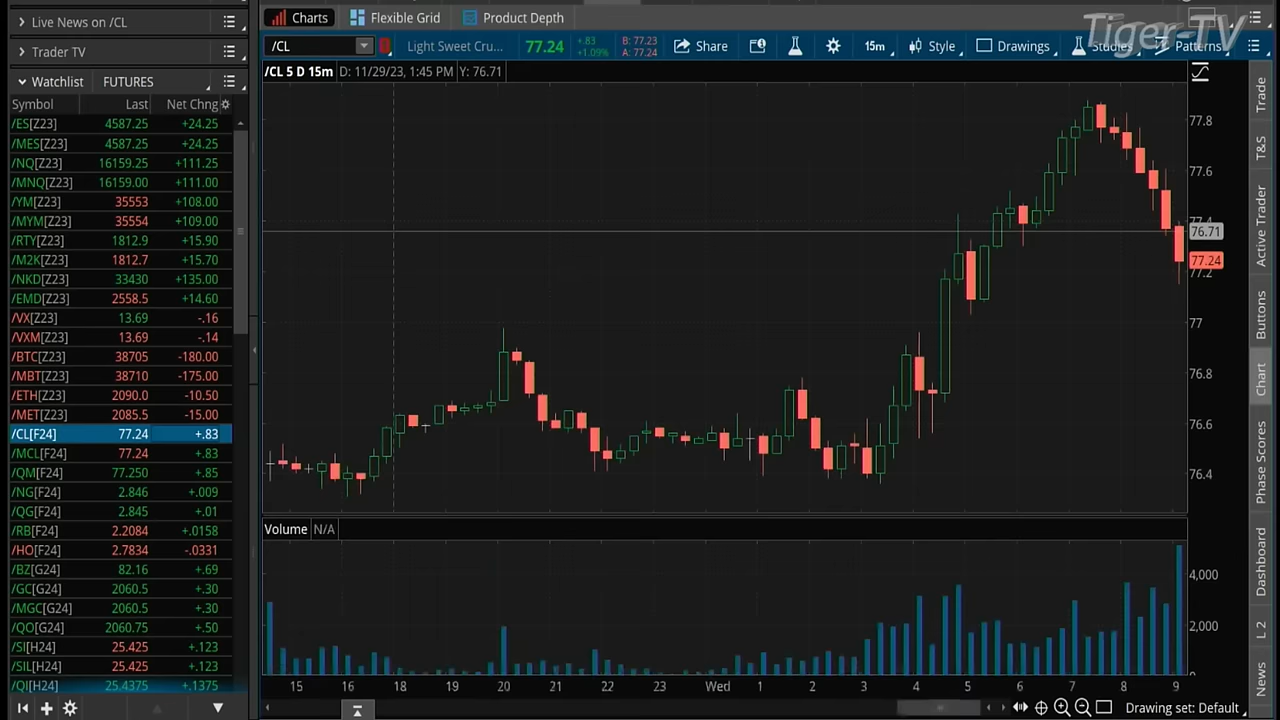 Live News on /CL
Trader TV
Watchlist FUTURES
Symbol Last Net Chng
/ES[Z23] 4587.25 +24.25
/MES[Z23] 4587.25 +24.25
/NQ[Z23] 16159.25 +111.25
/MNQ[Z23] 16159.00 +111.00
/YM[Z23] 35553 +108.00
/MYM[Z23] 35554 +109.00
/RTY[Z23] 1812.9 +15.90
/M2K[Z23] 1812.7 +15.70
/NKD[Z23] 33430 +135.00
/EMD[Z23] 2558.5 +14.60
/VX[Z23] 13.69 -.16
/VXM[Z23] 13.69 -.14
/BTC[Z23] 38705 -180.00
/MBT[Z23] 38710 -175.00
/ETH[Z23] 2090.0 -10.50
/MET[Z23] 2085.5 -15.00
/CL[F24] 77.24 +.83
/MCL[F24] 77.24 +.83
/QM[F24] 77.250 +.85
/NG[F24] 2.846 +.009
/QG[F24] 2.845 +.01
/RB[F24] 2.2084 +.0158
/HO[F24] 2.7834 -.0331
/BZ[G24] 82.16 +.69
/GC[G24] 2060.5 +.30
/MGC[G24] 2060.5 +.30
/QO[G24] 2060.75 +.50
/SI[H24] 25.425 +.123
/SIL[H24] 25.425 +.123
/QI[H24] 25.4375 +.1375
Charts Flexible Grid Product Depth
Tiger-TV
/CL Light Sweet Cru... 77.24 +.83 +1.09% B: 77.23 A: 77.24 Share 15m Style Drawings Studies Patterns
/CL 5 D 15m D: 11/29/23, 1:45 PM Y: 76.71
77.8
77.6
77.4
76.71
77.24
77.2
77
76.8
76.6
76.4
Volume N/A
4,000
2,000
15 16 18 19 20 21 22 23 Wed 1 2 3 4 5 6 7 8 9
Drawing set: Default
Trade
T&S
Active Trader
Buttons
Chart
Phase Scores
Dashboard
L 2
News